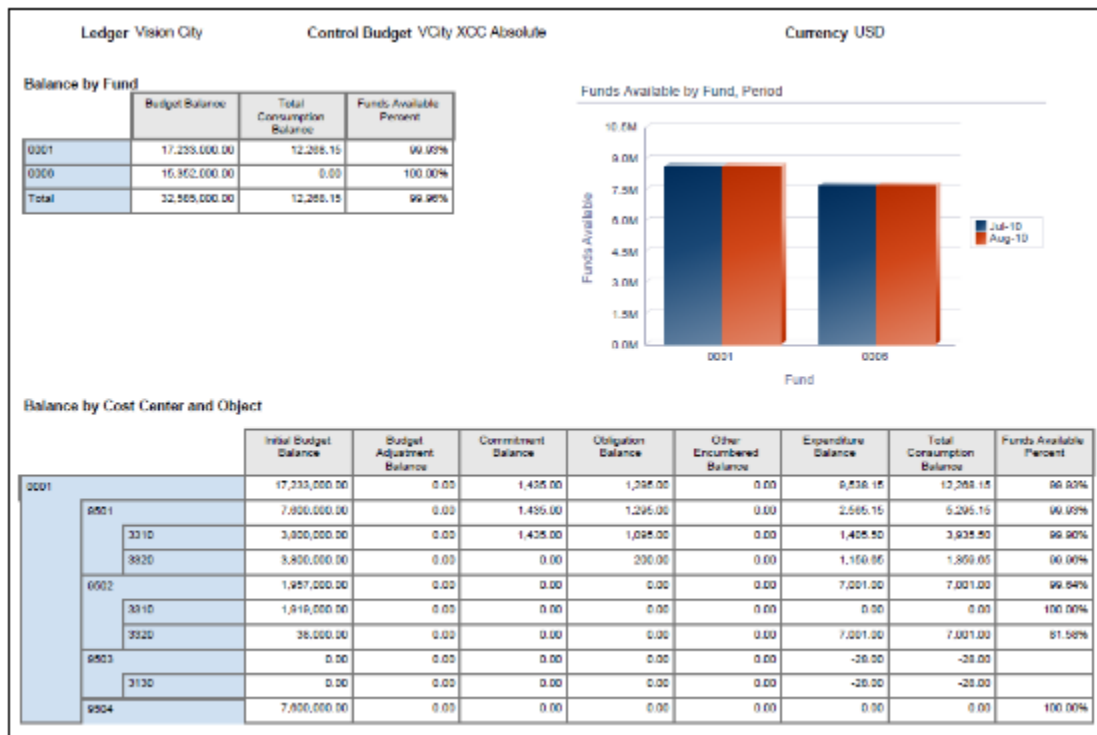 Ledger Vision City Control Budget VCity XCC Absolute Currency USD
Balance by Fund
Budget Balance Total Consumption Balance Funds Available Percent
0001 17,233,000.00 12,268.15 99.93%
0006 15,352,000.00 0.00 100.00%
Total 32,585,000.00 12,268.15 99.96%
Funds Available by Fund, Period
10.5M
9.0M
7.5M
6.0M
4.5M
3.0M
1.5M
0.0M
Funds Available
0001 0006
Fund
Jul-10
Aug-10
Balance by Cost Center and Object
Initial Budget Balance Budget Adjustment Balance Commitment Balance Obligation Balance Other Encumbered Balance Expenditure Balance Total Consumption Balance Funds Available Percent
0001 17,233,000.00 0.00 1,435.00 1,295.00 0.00 9,538.15 12,268.15 99.93%
9501 7,600,000.00 0.00 1,435.00 1,295.00 0.00 2,565.15 5,295.15 99.93%
3310 3,800,000.00 0.00 1,435.00 1,095.00 0.00 1,405.50 3,935.50 99.90%
3320 3,800,000.00 0.00 0.00 200.00 0.00 1,159.65 1,359.65 99.96%
9502 1,957,000.00 0.00 0.00 0.00 0.00 7,001.00 7,001.00 99.64%
3310 1,919,000.00 0.00 0.00 0.00 0.00 0.00 0.00 100.00%
3320 38,000.00 0.00 0.00 0.00 0.00 7,001.00 7,001.00 81.58%
9503 0.00 0.00 0.00 0.00 0.00 -28.00 -28.00
3130 0.00 0.00 0.00 0.00 0.00 -28.00 -28.00
9504 7,600,000.00 0.00 0.00 0.00 0.00 0.00 0.00 100.00%